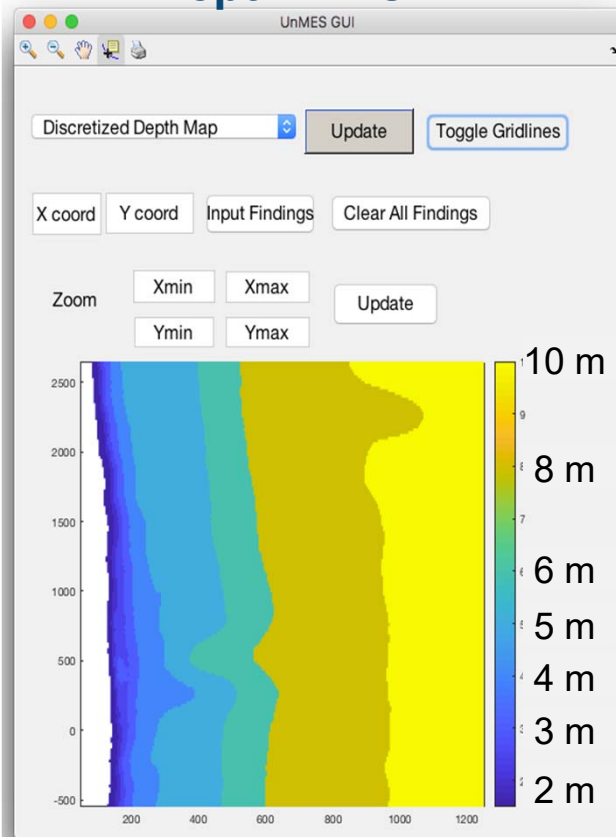 UnMES GUI
Discretized Depth Map
Update
Toggle Gridlines
X coord
Y coord
Input Findings
Clear All Findings
Zoom
Xmin
Xmax
Update
Ymin
Ymax
2500
2000
1500
1000
500
0
-500
200
400
600
800
1000
1200
10 m
9
8 m
7
6 m
5 m
4 m
3 m
2 m